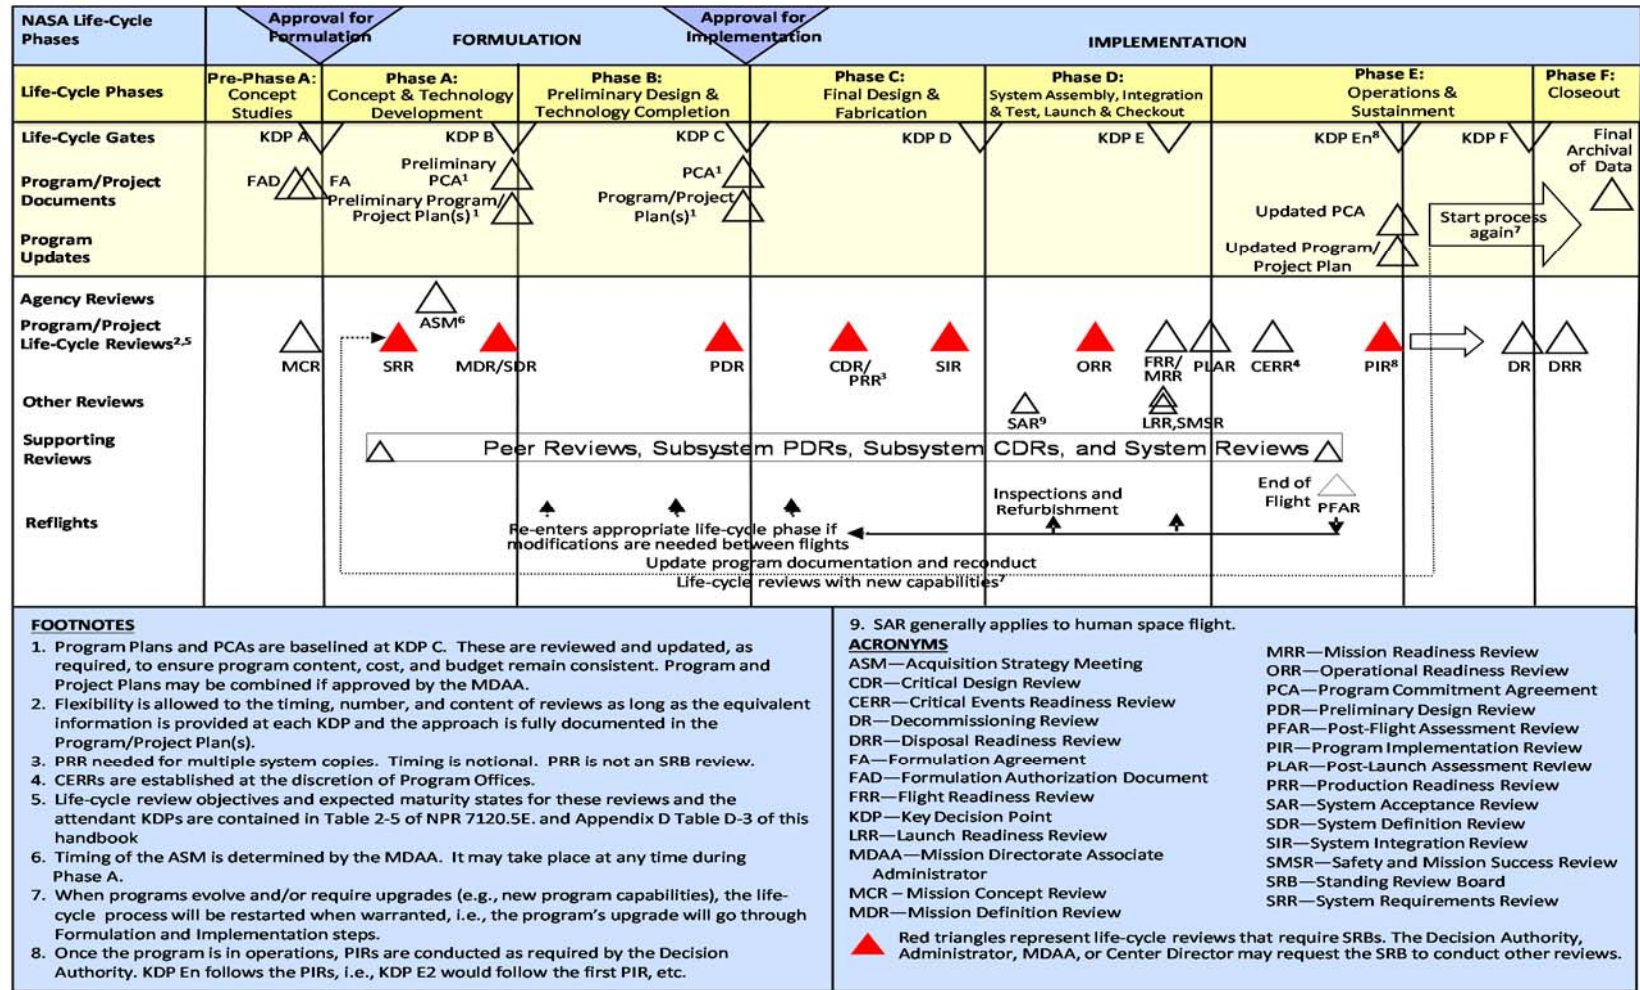 NASA Life-Cycle
Phases
Approval for
Formulation
FORMULATION
Approval for
Implementation
IMPLEMENTATION
Life-Cycle Phases
Pre-Phase A:
Concept
Studies
Phase A:
Concept & Technology
Development
Phase B:
Preliminary Design &
Technology Completion
Phase C:
Final Design &
Fabrication
Phase D:
System Assembly, Integration
& Test, Launch & Checkout
Phase E:
Operations &
Sustainment
Phase F:
Closeout
Life-Cycle Gates
KDP A
KDP B
KDP C
KDP D
KDP E
KDP En⁸
KDP F
Final
Archival
of Data
Program/Project
Documents
FAD
FA
Preliminary
PCA¹
Preliminary Program/
Project Plan(s)¹
PCA¹
Program/Project
Plan(s)¹
Updated PCA
Start process
again⁷
Program
Updates
Updated Program/
Project Plan
Agency Reviews
ASM⁶
Program/Project
Life-Cycle Reviews²,⁵
MCR
SRR
MDR/SDR
PDR
CDR/
PRR³
SIR
ORR
FRR/
MRR
PLAR
CERR⁴
PIR⁸
DR
DRR
Other Reviews
SAR⁹
LRR,SMSR
Supporting
Reviews
Peer Reviews, Subsystem PDRs, Subsystem CDRs, and System Reviews
Reflights
Re-enters appropriate life-cycle phase if
modifications are needed between flights
Inspections and
Refurbishment
End of
Flight
PFAR
Update program documentation and reconduct
Life-cycle reviews with new capabilities⁷
FOOTNOTES
1. Program Plans and PCAs are baselined at KDP C. These are reviewed and updated, as
required, to ensure program content, cost, and budget remain consistent. Program and
Project Plans may be combined if approved by the MDAA.
2. Flexibility is allowed to the timing, number, and content of reviews as long as the equivalent
information is provided at each KDP and the approach is fully documented in the
Program/Project Plan(s).
3. PRR needed for multiple system copies. Timing is notional. PRR is not an SRB review.
4. CERRs are established at the discretion of Program Offices.
5. Life-cycle review objectives and expected maturity states for these reviews and the
attendant KDPs are contained in Table 2-5 of NPR 7120.5E. and Appendix D Table D-3 of this
handbook
6. Timing of the ASM is determined by the MDAA. It may take place at any time during
Phase A.
7. When programs evolve and/or require upgrades (e.g., new program capabilities), the life-
cycle process will be restarted when warranted, i.e., the program's upgrade will go through
Formulation and Implementation steps.
8. Once the program is in operations, PIRs are conducted as required by the Decision
Authority. KDP En follows the PIRs, i.e., KDP E2 would follow the first PIR, etc.
9. SAR generally applies to human space flight.
ACRONYMS
ASM—Acquisition Strategy Meeting
CDR—Critical Design Review
CERR—Critical Events Readiness Review
DR—Decommissioning Review
DRR—Disposal Readiness Review
FA—Formulation Agreement
FAD—Formulation Authorization Document
FRR—Flight Readiness Review
KDP—Key Decision Point
LRR—Launch Readiness Review
MDAA—Mission Directorate Associate
Administrator
MCR – Mission Concept Review
MDR—Mission Definition Review
MRR—Mission Readiness Review
ORR—Operational Readiness Review
PCA—Program Commitment Agreement
PDR—Preliminary Design Review
PFAR—Post-Flight Assessment Review
PIR—Program Implementation Review
PLAR—Post-Launch Assessment Review
PRR—Production Readiness Review
SAR—System Acceptance Review
SDR—System Definition Review
SIR—System Integration Review
SMSR—Safety and Mission Success Review
SRB—Standing Review Board
SRR—System Requirements Review
Red triangles represent life-cycle reviews that require SRBs. The Decision Authority,
Administrator, MDAA, or Center Director may request the SRB to conduct other reviews.